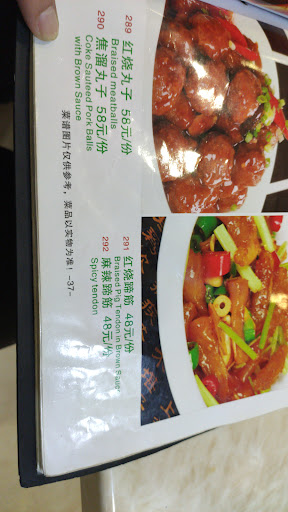 289 红烧丸子 58元/份
Braised meatballs
290 焦溜丸子 58元/份
Coke Sauteed Pork Balls
with Brown Sauce
291 红烧蹄筋 48元/份
Braised Pig Tendon in Brown Sauce
292 麻辣蹄筋 48元/份
Spicy tendon
菜谱图片仅供参考，菜品以实物为准！-37-